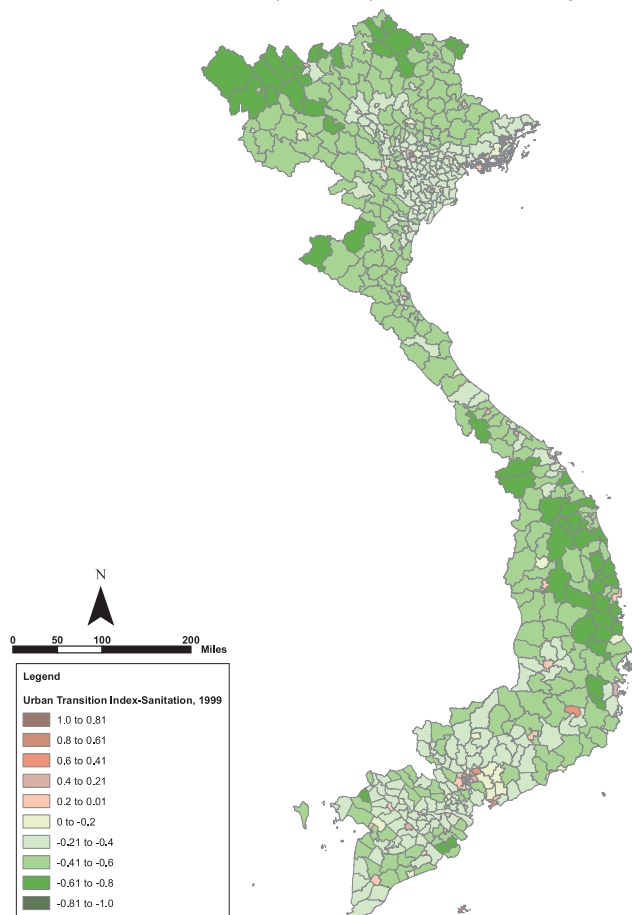 N
0 50 100 200
Miles
Legend
Urban Transition Index-Sanitation, 1999
1.0 to 0.81
0.8 to 0.61
0.6 to 0.41
0.4 to 0.21
0.2 to 0.01
0 to -0.2
-0.21 to -0.4
-0.41 to -0.6
-0.61 to -0.8
-0.81 to -1.0